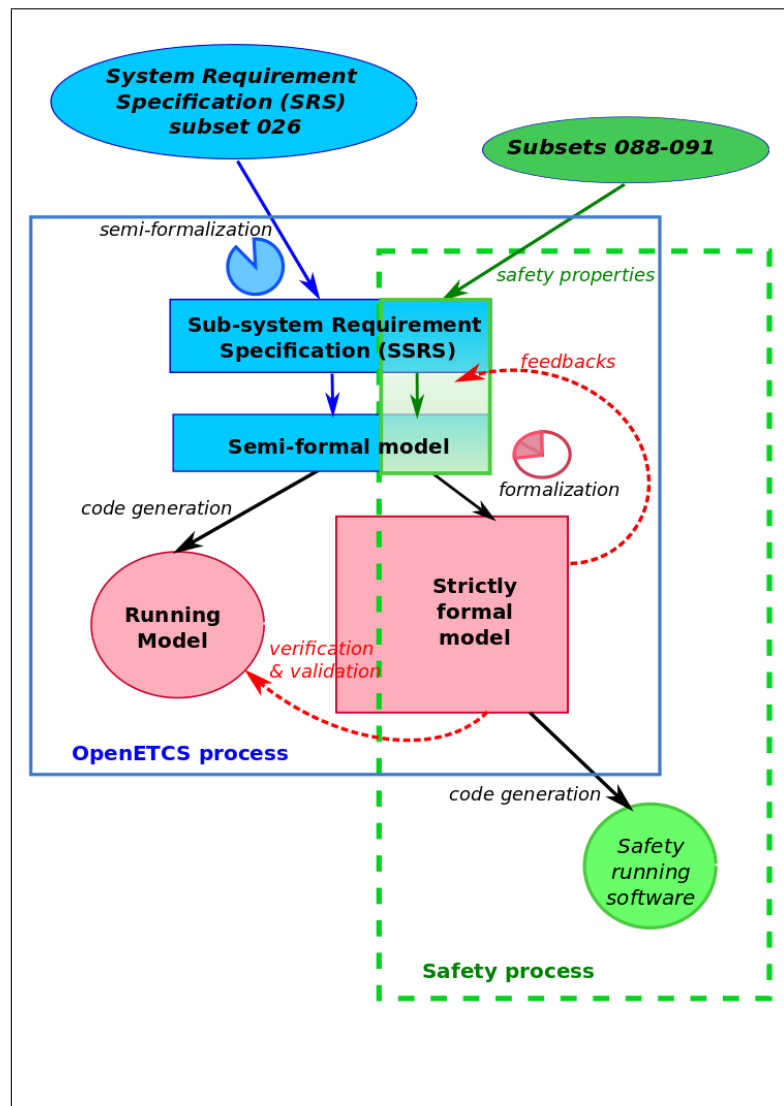 System Requirement
Specification (SRS)
subset 026
Subsets 088-091
semi-formalization
safety properties
Sub-system Requirement
Specification (SSRS)
feedbacks
Semi-formal model
formalization
code generation
Strictly
formal
model
Running
Model
verification
& validation
OpenETCS process
code generation
Safety
running
software
Safety process